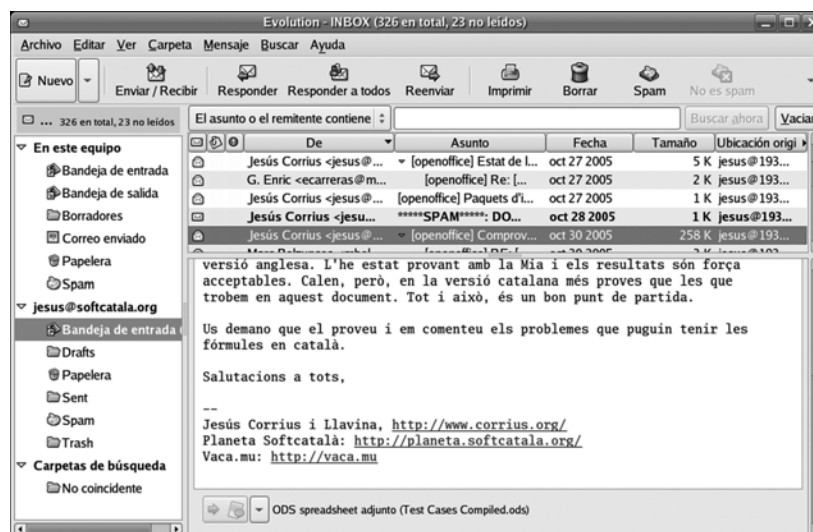 Evolution - INBOX (326 en total, 23 no leídos)
Archivo Editar Ver Carpeta Mensaje Buscar Ayuda
Nuevo Enviar / Recibir Responder Responder a todos Reenviar Imprimir Borrar Spam No es spam
... 326 en total, 23 no leídos
El asunto o el remitente contiene Buscar ahora Vaciar
En este equipo
Bandeja de entrada
Bandeja de salida
Borradores
Correo enviado
Papelera
Spam
jesus@softcatala.org
Bandeja de entrada
Drafts
Papelera
Sent
Spam
Trash
Carpetas de búsqueda
No coincidente
De Asunto Fecha Tamaño Ubicación origi
Jesús Corrius <jesus@... [openoffice] Estat de l... oct 27 2005 5 K jesus@193...
G. Enric <ecarreras@m... [openoffice] Re: [... oct 27 2005 2 K jesus@193...
Jesús Corrius <jesus@... [openoffice] Paquets d'i... oct 27 2005 1 K jesus@193...
Jesús Corrius <jesu... *****SPAM*****: DO... oct 28 2005 1 K jesus@193...
Jesús Corrius <jesus@... [openoffice] Comprov... oct 30 2005 258 K jesus@193...
versió anglesa. L'he estat provant amb la Mia i els resultats són força
acceptables. Calen, però, en la versió catalana més proves que les que
trobem en aquest document. Tot i això, és un bon punt de partida.
Us demano que el proveu i em comenteu els problemes que puguin tenir les
fórmules en català.
Salutacions a tots,
--
Jesús Corrius i Llavina, http://www.corrius.org/
Planeta Softcatalà: http://planeta.softcatala.org/
Vaca.mu: http://vaca.mu
ODS spreadsheet adjunto (Test Cases Compiled.ods)